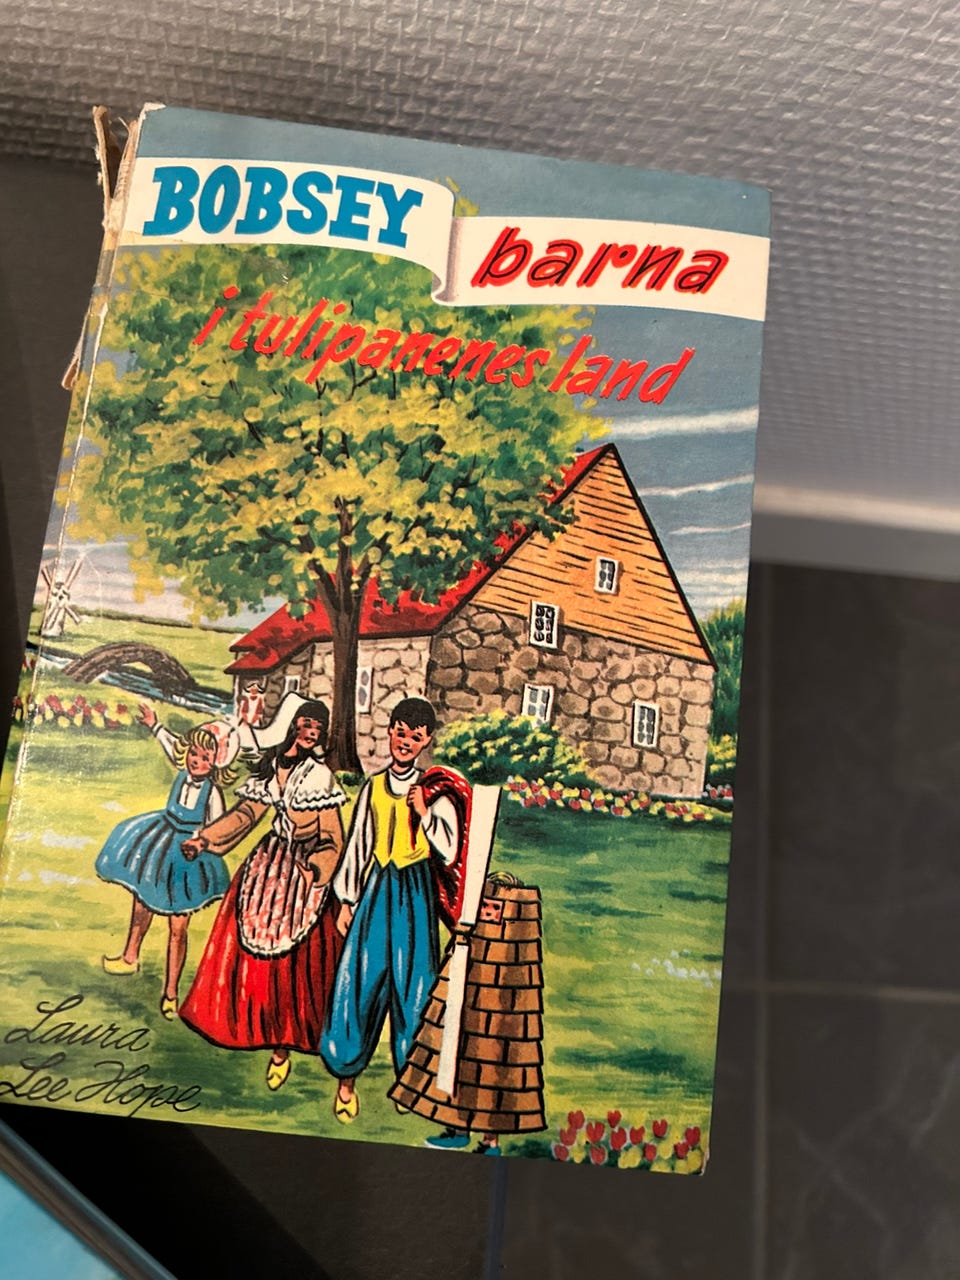 BOBSEY
barna
i tulipanenes land
Laura
Lee Hope